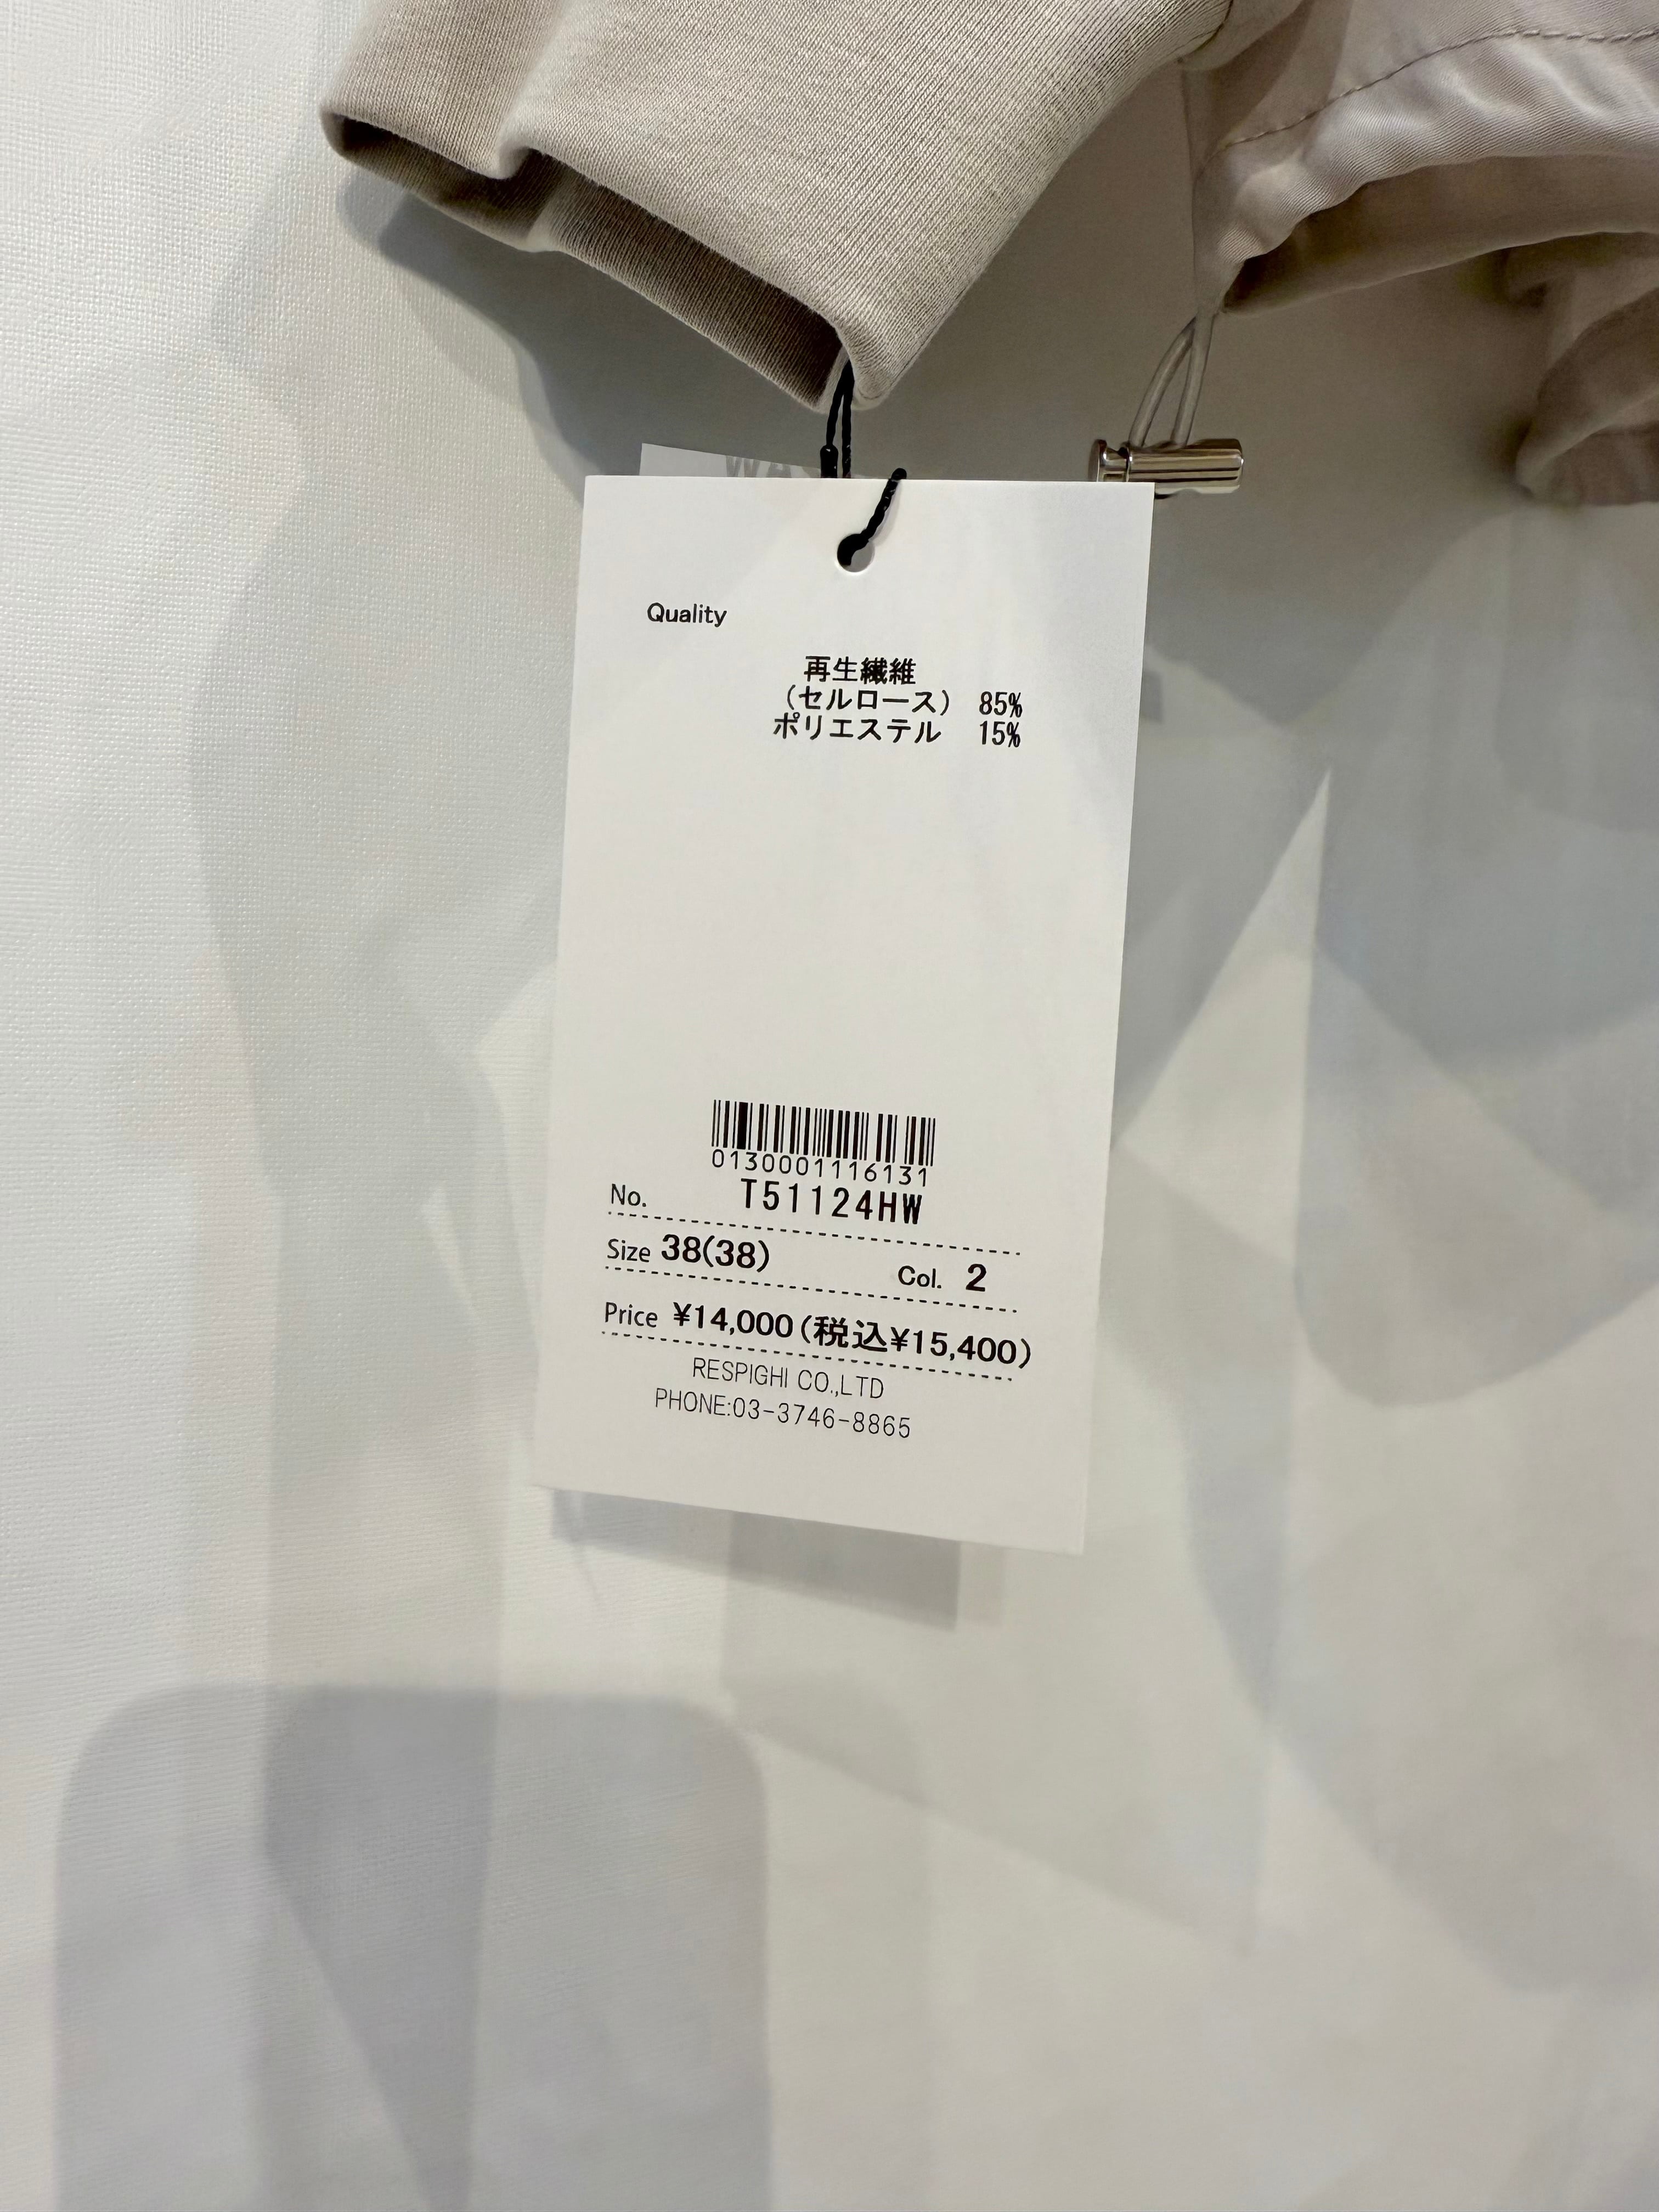 Quality
再生繊維
(セルロース) 85%
ポリエステル 15%
0130001116131
No. T51124HW
Size 38(38) Col. 2
Price ¥14,000(税込¥15,400)
RESPIGHI CO.,LTD
PHONE:03-3746-8865